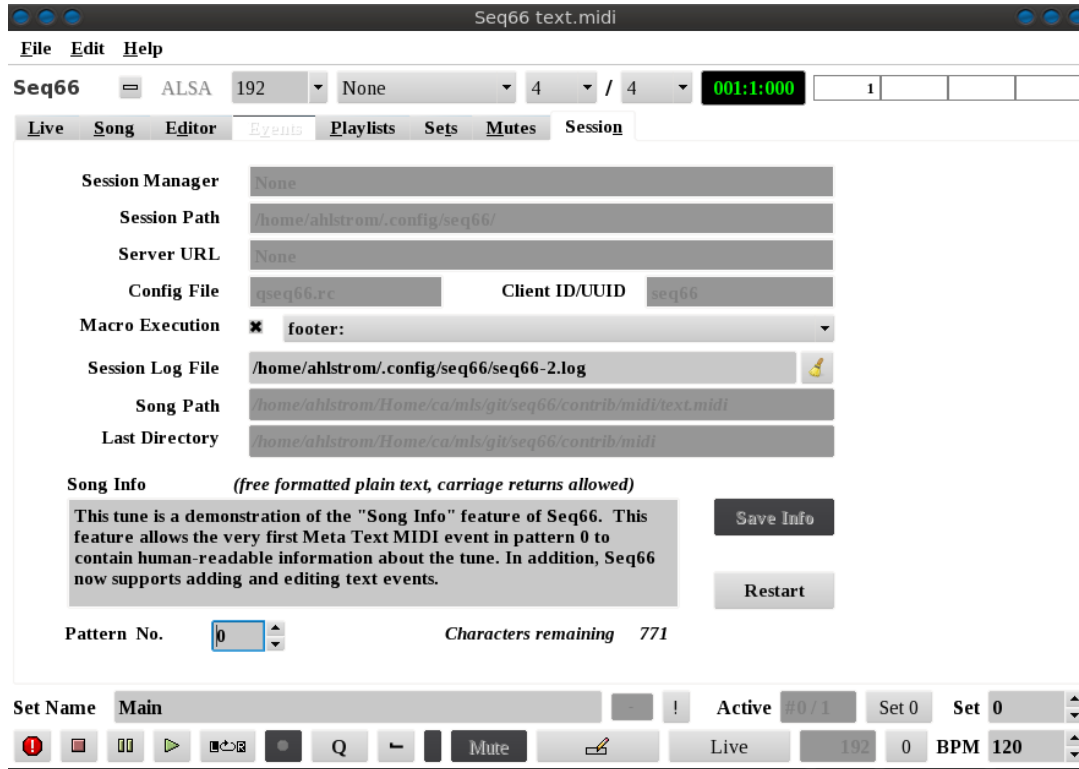 Seq66 text.midi
File Edit Help
Seq66 ALSA 192 None 4 / 4 001:1:000 1
Live Song Editor Events Playlists Sets Mutes Session
Session Manager None
Session Path /home/ahlstrom/.config/seq66/
Server URL None
Config File qseq66.rc Client ID/UUID seq66
Macro Execution footer:
Session Log File /home/ahlstrom/.config/seq66/seq66-2.log
Song Path /home/ahlstrom/Home/ca/mls/git/seq66/contrib/midi/text.midi
Last Directory /home/ahlstrom/Home/ca/mls/git/seq66/contrib/midi
Song Info (free formatted plain text, carriage returns allowed)
This tune is a demonstration of the "Song Info" feature of Seq66. This
feature allows the very first Meta Text MIDI event in pattern 0 to
contain human-readable information about the tune. In addition, Seq66
now supports adding and editing text events.
Save Info
Restart
Pattern No. 0 Characters remaining 771
Set Name Main - ! Active #0 / 1 Set 0 Set 0
Q Mute Live 192 0 BPM 120